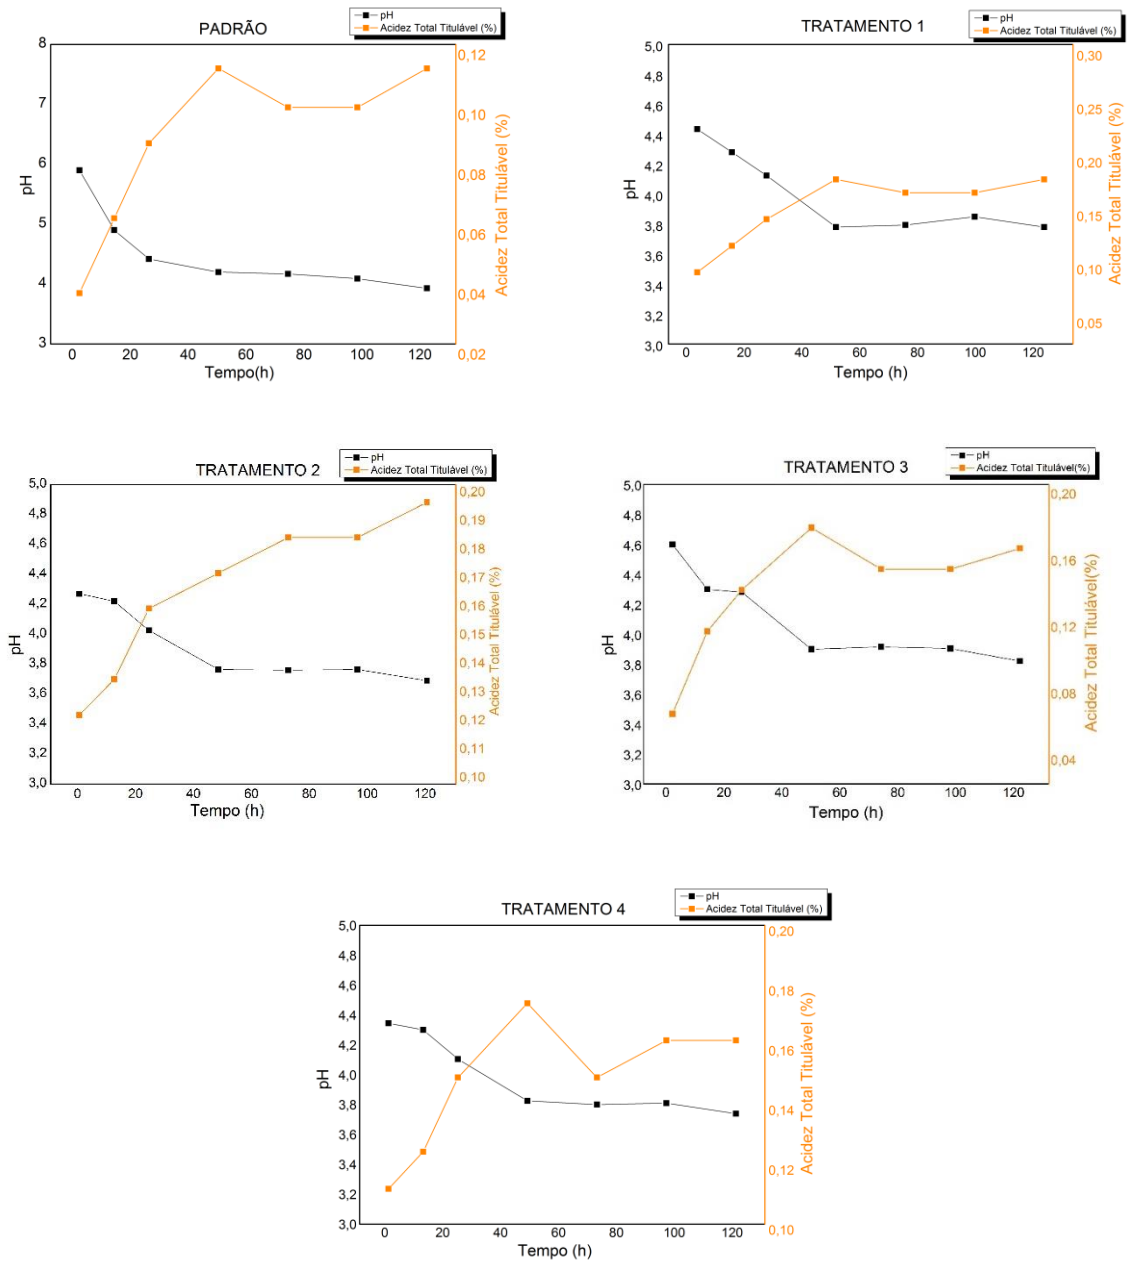 PADRÃO
pH
Acidez Total Titulável (%)
8
7
6
5
4
3
pH
0,12
0,10
0,08
0,06
0,04
0,02
Acidez Total Titulável (%)
0 20 40 60 80 100 120
Tempo(h)
TRATAMENTO 1
pH
Acidez Total Titulável (%)
5,0
4,8
4,6
4,4
4,2
4,0
3,8
3,6
3,4
3,2
3,0
pH
0,30
0,25
0,20
0,15
0,10
0,05
Acidez Total Titulável (%)
0 20 40 60 80 100 120
Tempo (h)
TRATAMENTO 2
pH
Acidez Total Titulável (%)
5,0
4,8
4,6
4,4
4,2
4,0
3,8
3,6
3,4
3,2
3,0
pH
0,20
0,19
0,18
0,17
0,16
0,15
0,14
0,13
0,12
0,11
0,10
Acidez Total Titulável (%)
0 20 40 60 80 100 120
Tempo (h)
TRATAMENTO 3
pH
Acidez Total Titulável(%)
5,0
4,8
4,6
4,4
4,2
4,0
3,8
3,6
3,4
3,2
3,0
pH
0,20
0,16
0,12
0,08
0,04
Acidez Total Titulável(%)
0 20 40 60 80 100 120
Tempo (h)
TRATAMENTO 4
pH
Acidez Total Titulável (%)
5,0
4,8
4,6
4,4
4,2
4,0
3,8
3,6
3,4
3,2
3,0
pH
0,20
0,18
0,16
0,14
0,12
0,10
Acidez Total Titulável (%)
0 20 40 60 80 100 120
Tempo (h)